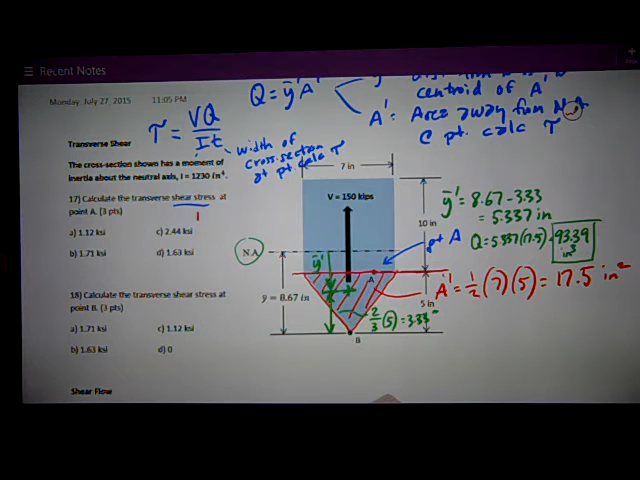 Recent Notes
Monday, July 27, 2015 11:05 PM
Q = ȳ'A'
centroid of A'
A' = Area away from N.A
@ pt. calc τ
τ = VQ / It
width of
cross-section
at pt calc τ
Transverse Shear
The cross-section shown has a moment of
inertia about the neutral axis, I = 1230 in⁴.
17) Calculate the transverse shear stress at
point A. (3 pts)
a) 1.12 ksi c) 2.44 ksi
b) 1.71 ksi d) 1.63 ksi
18) Calculate the transverse shear stress at
point B. (3 pts)
a) 1.71 ksi c) 1.12 ksi
b) 1.63 ksi d) 0
Shear Flow
7 in
V = 150 kips
10 in
N.A.
ȳ'
pt A
A
ȳ = 8.67 in
5 in
B
2/3 (5) = 3.33"
ȳ' = 8.67 - 3.33
= 5.337 in
Q = 5.337(17.5) = 93.39
in³
A' = 1/2 (7)(5) = 17.5 in²